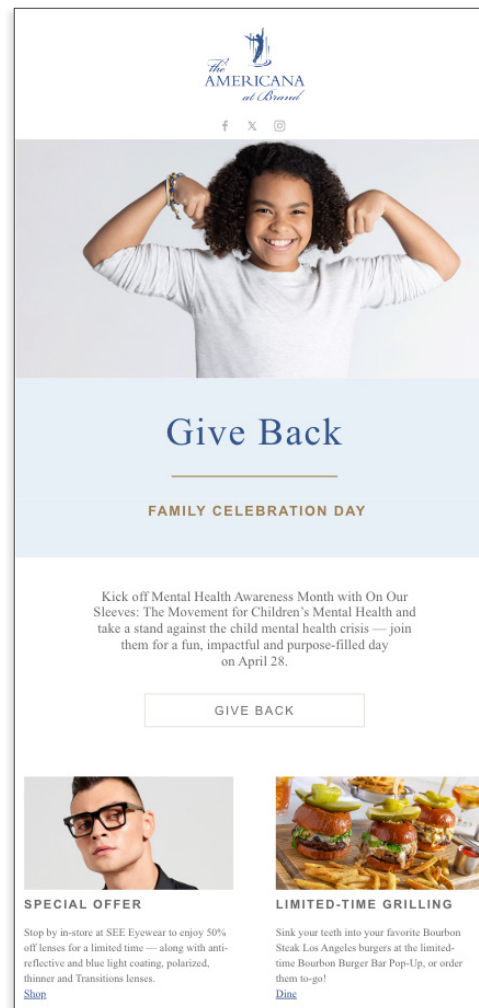 the
AMERICANA
at Brand
Give Back
FAMILY CELEBRATION DAY
Kick off Mental Health Awareness Month with On Our
Sleeves: The Movement for Children’s Mental Health and
take a stand against the child mental health crisis — join
them for a fun, impactful and purpose-filled day
on April 28.
GIVE BACK
SPECIAL OFFER
Stop by in-store at SEE Eyewear to enjoy 50%
off lenses for a limited time — along with anti-
reflective and blue light coating, polarized,
thinner and Transitions lenses.
Shop
LIMITED-TIME GRILLING
Sink your teeth into your favorite Bourbon
Steak Los Angeles burgers at the limited-
time Bourbon Burger Bar Pop-Up, or order
them to-go!
Dine